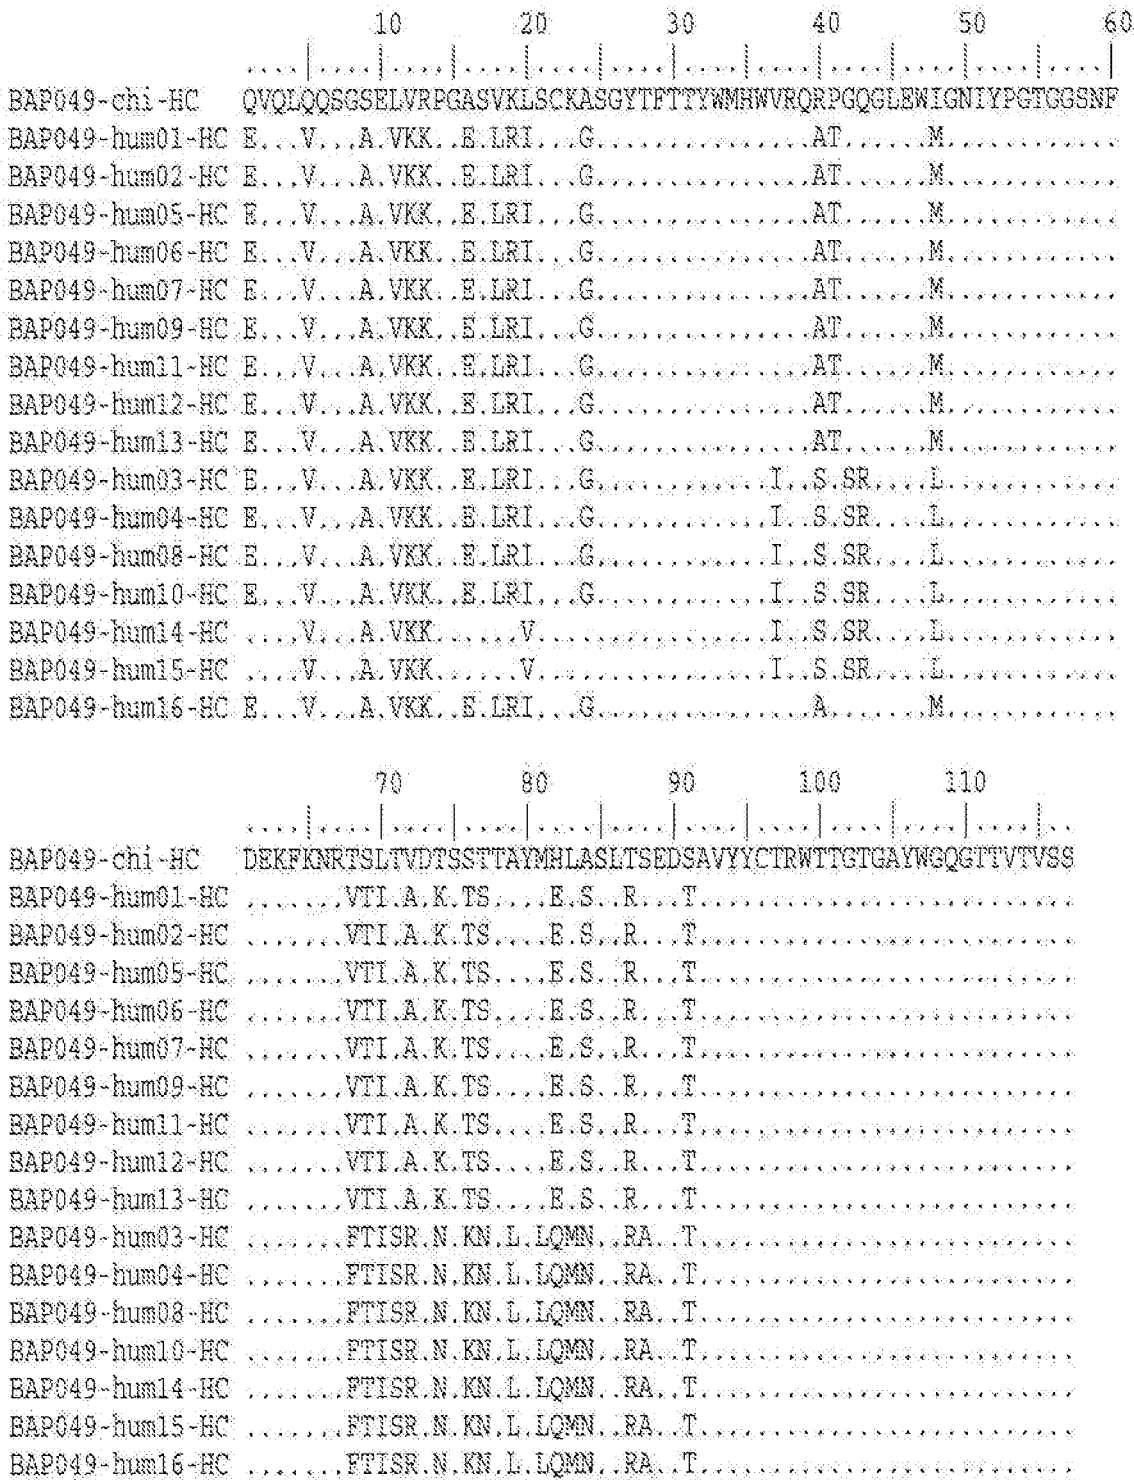 10 20 30 40 50 60
....|....|....|....|....|....|....|....|....|....|....|....|
BAP049-chi-HC QVQLQQSGSELVRPGASVKLSCKASGYTFTTYWMHWVRQRPGQGLEWIGNIYPGTGGSNF
BAP049-hum01-HC E...V...A.VKK..E.LRI...G...............AT......M............
BAP049-hum02-HC E...V...A.VKK..E.LRI...G...............AT......M............
BAP049-hum05-HC E...V...A.VKK..E.LRI...G...............AT......M............
BAP049-hum06-HC E...V...A.VKK..E.LRI...G...............AT......M............
BAP049-hum07-HC E...V...A.VKK..E.LRI...G...............AT......M............
BAP049-hum09-HC E...V...A.VKK..E.LRI...G...............AT......M............
BAP049-hum11-HC E...V...A.VKK..E.LRI...G...............AT......M............
BAP049-hum12-HC E...V...A.VKK..E.LRI...G...............AT......M............
BAP049-hum13-HC E...V...A.VKK..E.LRI...G...............AT......M............
BAP049-hum03-HC E...V...A.VKK..E.LRI...G............I..S.SR....L............
BAP049-hum04-HC E...V...A.VKK..E.LRI...G............I..S.SR....L............
BAP049-hum08-HC E...V...A.VKK..E.LRI...G............I..S.SR....L............
BAP049-hum10-HC E...V...A.VKK..E.LRI...G............I..S.SR....L............
BAP049-hum14-HC ....V...A.VKK......V................I..S.SR....L............
BAP049-hum15-HC ....V...A.VKK......V................I..S.SR....L............
BAP049-hum16-HC E...V...A.VKK..E.LRI...G...............A.......M............
70 80 90 100 110
....|....|....|....|....|....|....|....|....|....|....|..
BAP049-chi-HC DEKFKNRTSLTVDTSSTTAYMHLASLTSEDSAVYYCTRWTTGTGAYWGQGTTVTVSS
BAP049-hum01-HC .......VTI.A.K.TS....E.S..R...T..........................
BAP049-hum02-HC .......VTI.A.K.TS....E.S..R...T..........................
BAP049-hum05-HC .......VTI.A.K.TS....E.S..R...T..........................
BAP049-hum06-HC .......VTI.A.K.TS....E.S..R...T..........................
BAP049-hum07-HC .......VTI.A.K.TS....E.S..R...T..........................
BAP049-hum09-HC .......VTI.A.K.TS....E.S..R...T..........................
BAP049-hum11-HC .......VTI.A.K.TS....E.S..R...T..........................
BAP049-hum12-HC .......VTI.A.K.TS....E.S..R...T..........................
BAP049-hum13-HC .......VTI.A.K.TS....E.S..R...T..........................
BAP049-hum03-HC .......FTISR.N.KN.L.LQMN..RA..T..........................
BAP049-hum04-HC .......FTISR.N.KN.L.LQMN..RA..T..........................
BAP049-hum08-HC .......FTISR.N.KN.L.LQMN..RA..T..........................
BAP049-hum10-HC .......FTISR.N.KN.L.LQMN..RA..T..........................
BAP049-hum14-HC .......FTISR.N.KN.L.LQMN..RA..T..........................
BAP049-hum15-HC .......FTISR.N.KN.L.LQMN..RA..T..........................
BAP049-hum16-HC .......FTISR.N.KN.L.LQMN..RA..T..........................